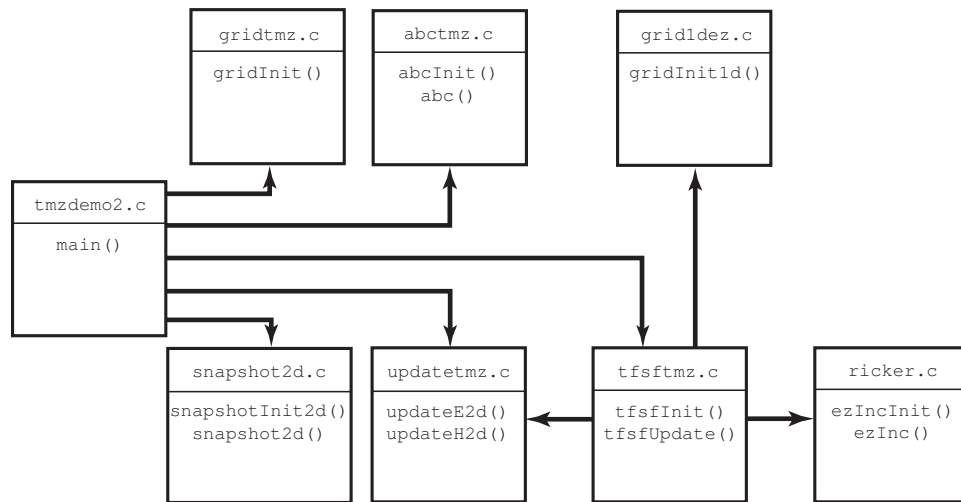 gridtmz.c
gridInit()
abctmz.c
abcInit()
abc()
grid1dez.c
gridInit1d()
tmzdemo2.c
main()
snapshot2d.c
snapshotInit2d()
snapshot2d()
updatetmz.c
updateE2d()
updateH2d()
tfsftmz.c
tfsfInit()
tfsfUpdate()
ricker.c
ezIncInit()
ezInc()